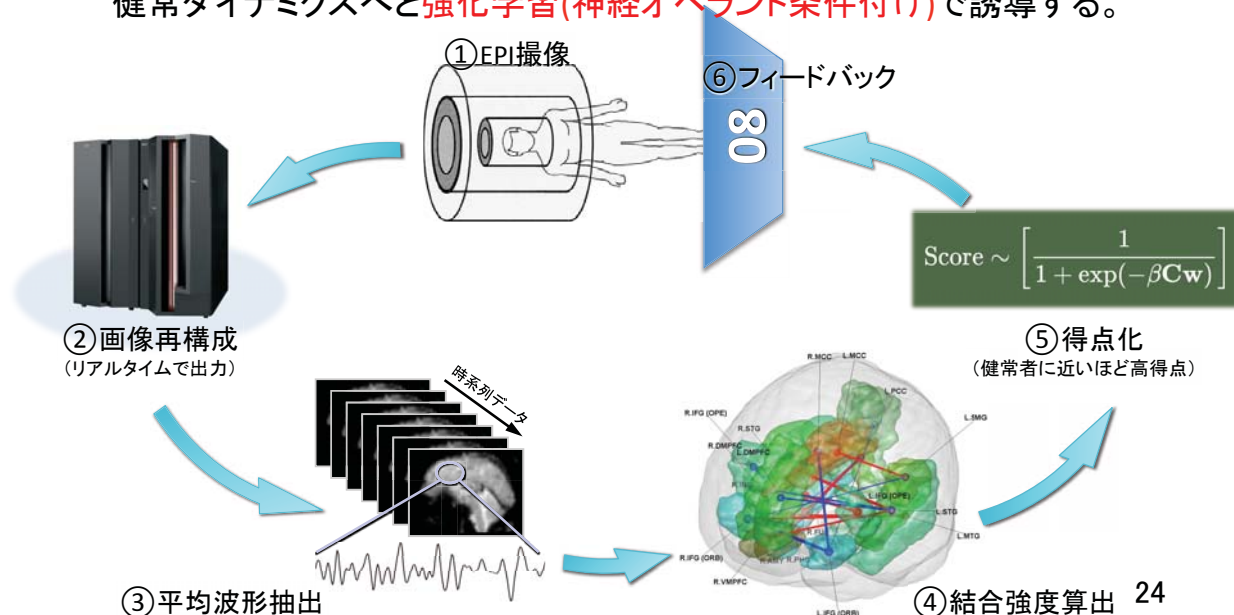 健常ダイナミクスへと強化学習(神経オペラント条件付け)で誘導する。
①EPI撮像
⑥フィードバック
80
②画像再構成
(リアルタイムで出力)
Score ~ [1 / (1 + exp(−βCw))]
⑤得点化
(健常者に近いほど高得点)
時系列データ
R.MCC
L.MCC
L.PCC
R.IFG (OPE)
L.SMG
R.STG
R.DMPFC
L.DMPFC
L.IFG (OPE)
L.STG
L.MTG
R.IFG (ORB)
R.VMPFC
L.IFG (ORB)
③平均波形抽出
④結合強度算出
24